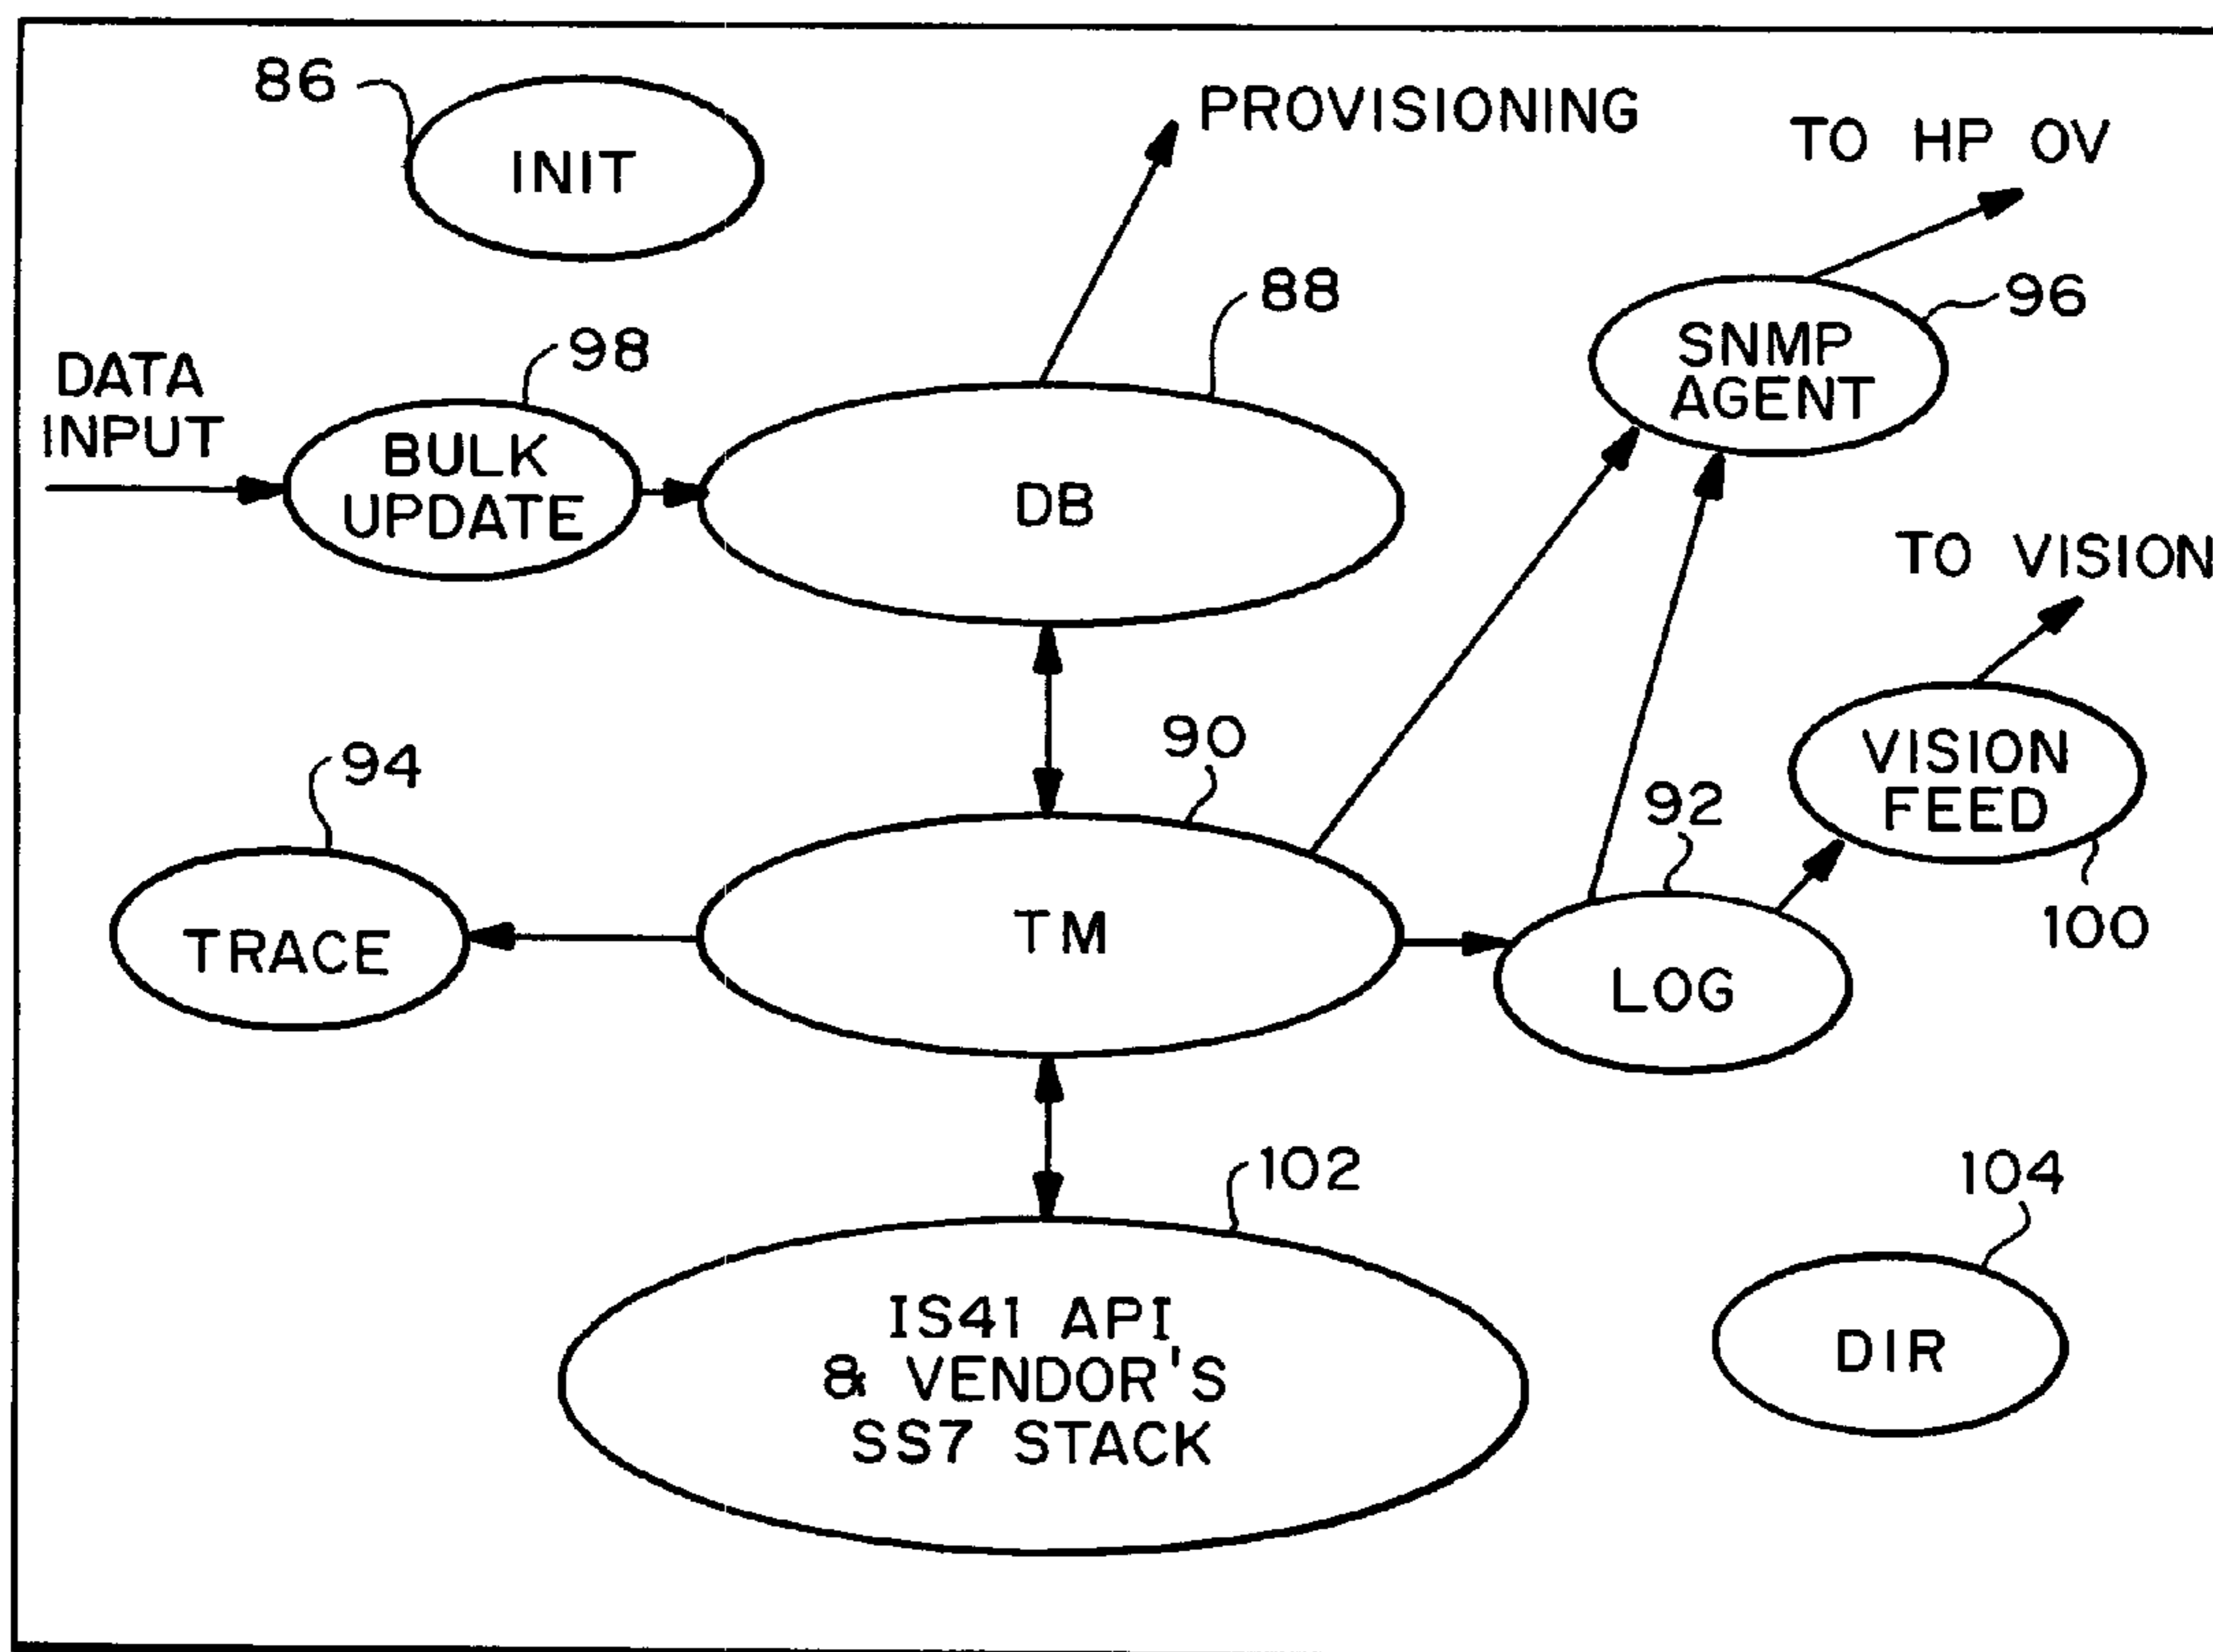 86
INIT
PROVISIONING
TO HP OV
88
96
SNMP
AGENT
98
DATA
INPUT
BULK
UPDATE
DB
TO VISION
90
94
92
VISION
FEED
100
TRACE
TM
LOG
102
104
IS41 API
& VENDOR'S
SS7 STACK
DIR